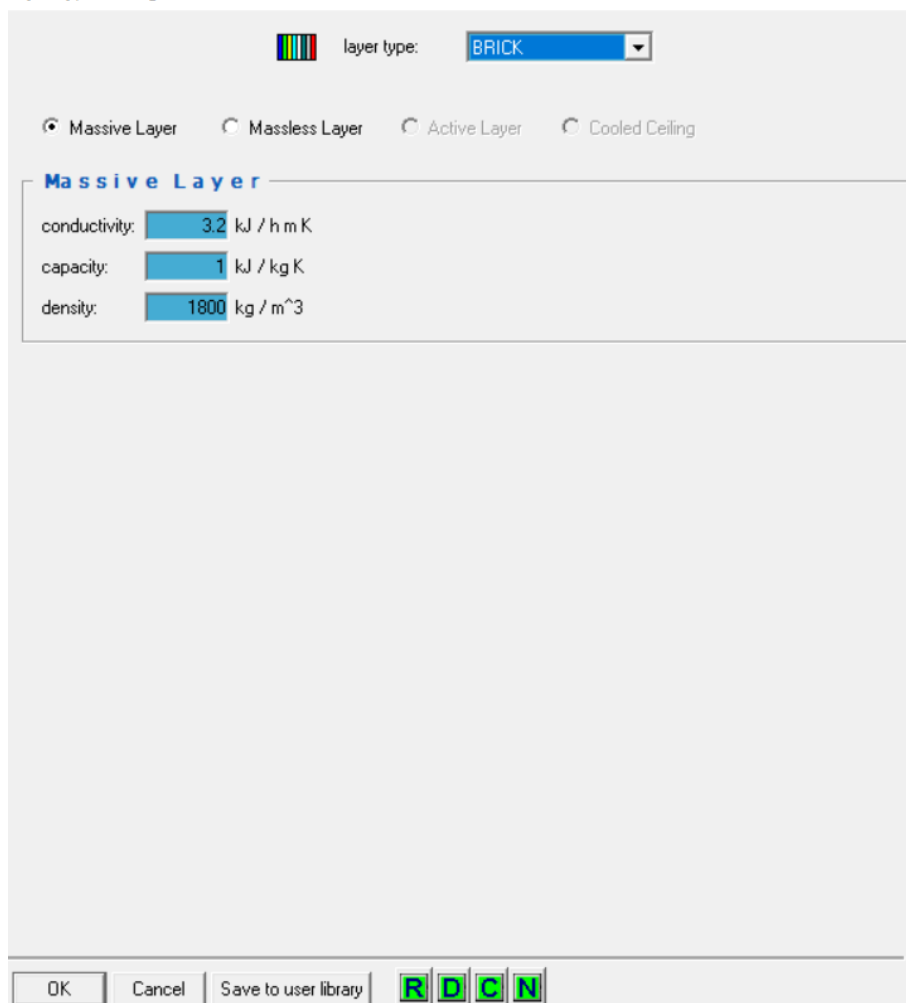 layer type: BRICK
Massive Layer Massless Layer Active Layer Cooled Ceiling
Massive Layer
conductivity: 3.2 kJ / h m K
capacity: 1 kJ / kg K
density: 1800 kg / m^3
OK Cancel Save to user library R D C N